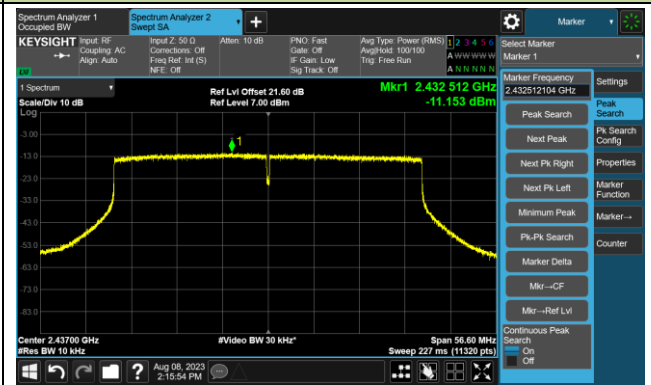 Spectrum Analyzer 1
Occupied BW
Spectrum Analyzer 2
Swept SA
Marker
KEYSIGHT
Input: RF
Coupling: AC
Align: Auto
Input Z: 50 Ω
Corrections: Off
Freq Ref: Int (S)
NFE: Off
Atten: 10 dB
PNO: Fast
Gate: Off
IF Gain: Low
Sig Track: Off
Avg Type: Power (RMS)
Avg|Hold: 100/100
Trig: Free Run
1 2 3 4 5 6
A W W W W W
A N N N N N
Select Marker
Marker 1
1 Spectrum
Scale/Div 10 dB
Log
Ref Lvl Offset 21.60 dB
Ref Level 7.00 dBm
Mkr1 2.432 512 GHz
-11.153 dBm
Marker Frequency
2.432512104 GHz
Peak Search
Next Peak
Next Pk Right
Next Pk Left
Minimum Peak
Pk-Pk Search
Marker Delta
Mkr→CF
Mkr→Ref Lvl
Continuous Peak
Search
On
Off
Settings
Peak
Search
Pk Search
Config
Properties
Marker
Function
Marker→
Counter
1
-3.00
-13.0
-23.0
-33.0
-43.0
-53.0
-63.0
-73.0
-83.0
Center 2.43700 GHz
#Res BW 10 kHz
#Video BW 30 kHz*
Span 56.60 MHz
Sweep 227 ms (11320 pts)
Aug 08, 2023
2:15:54 PM